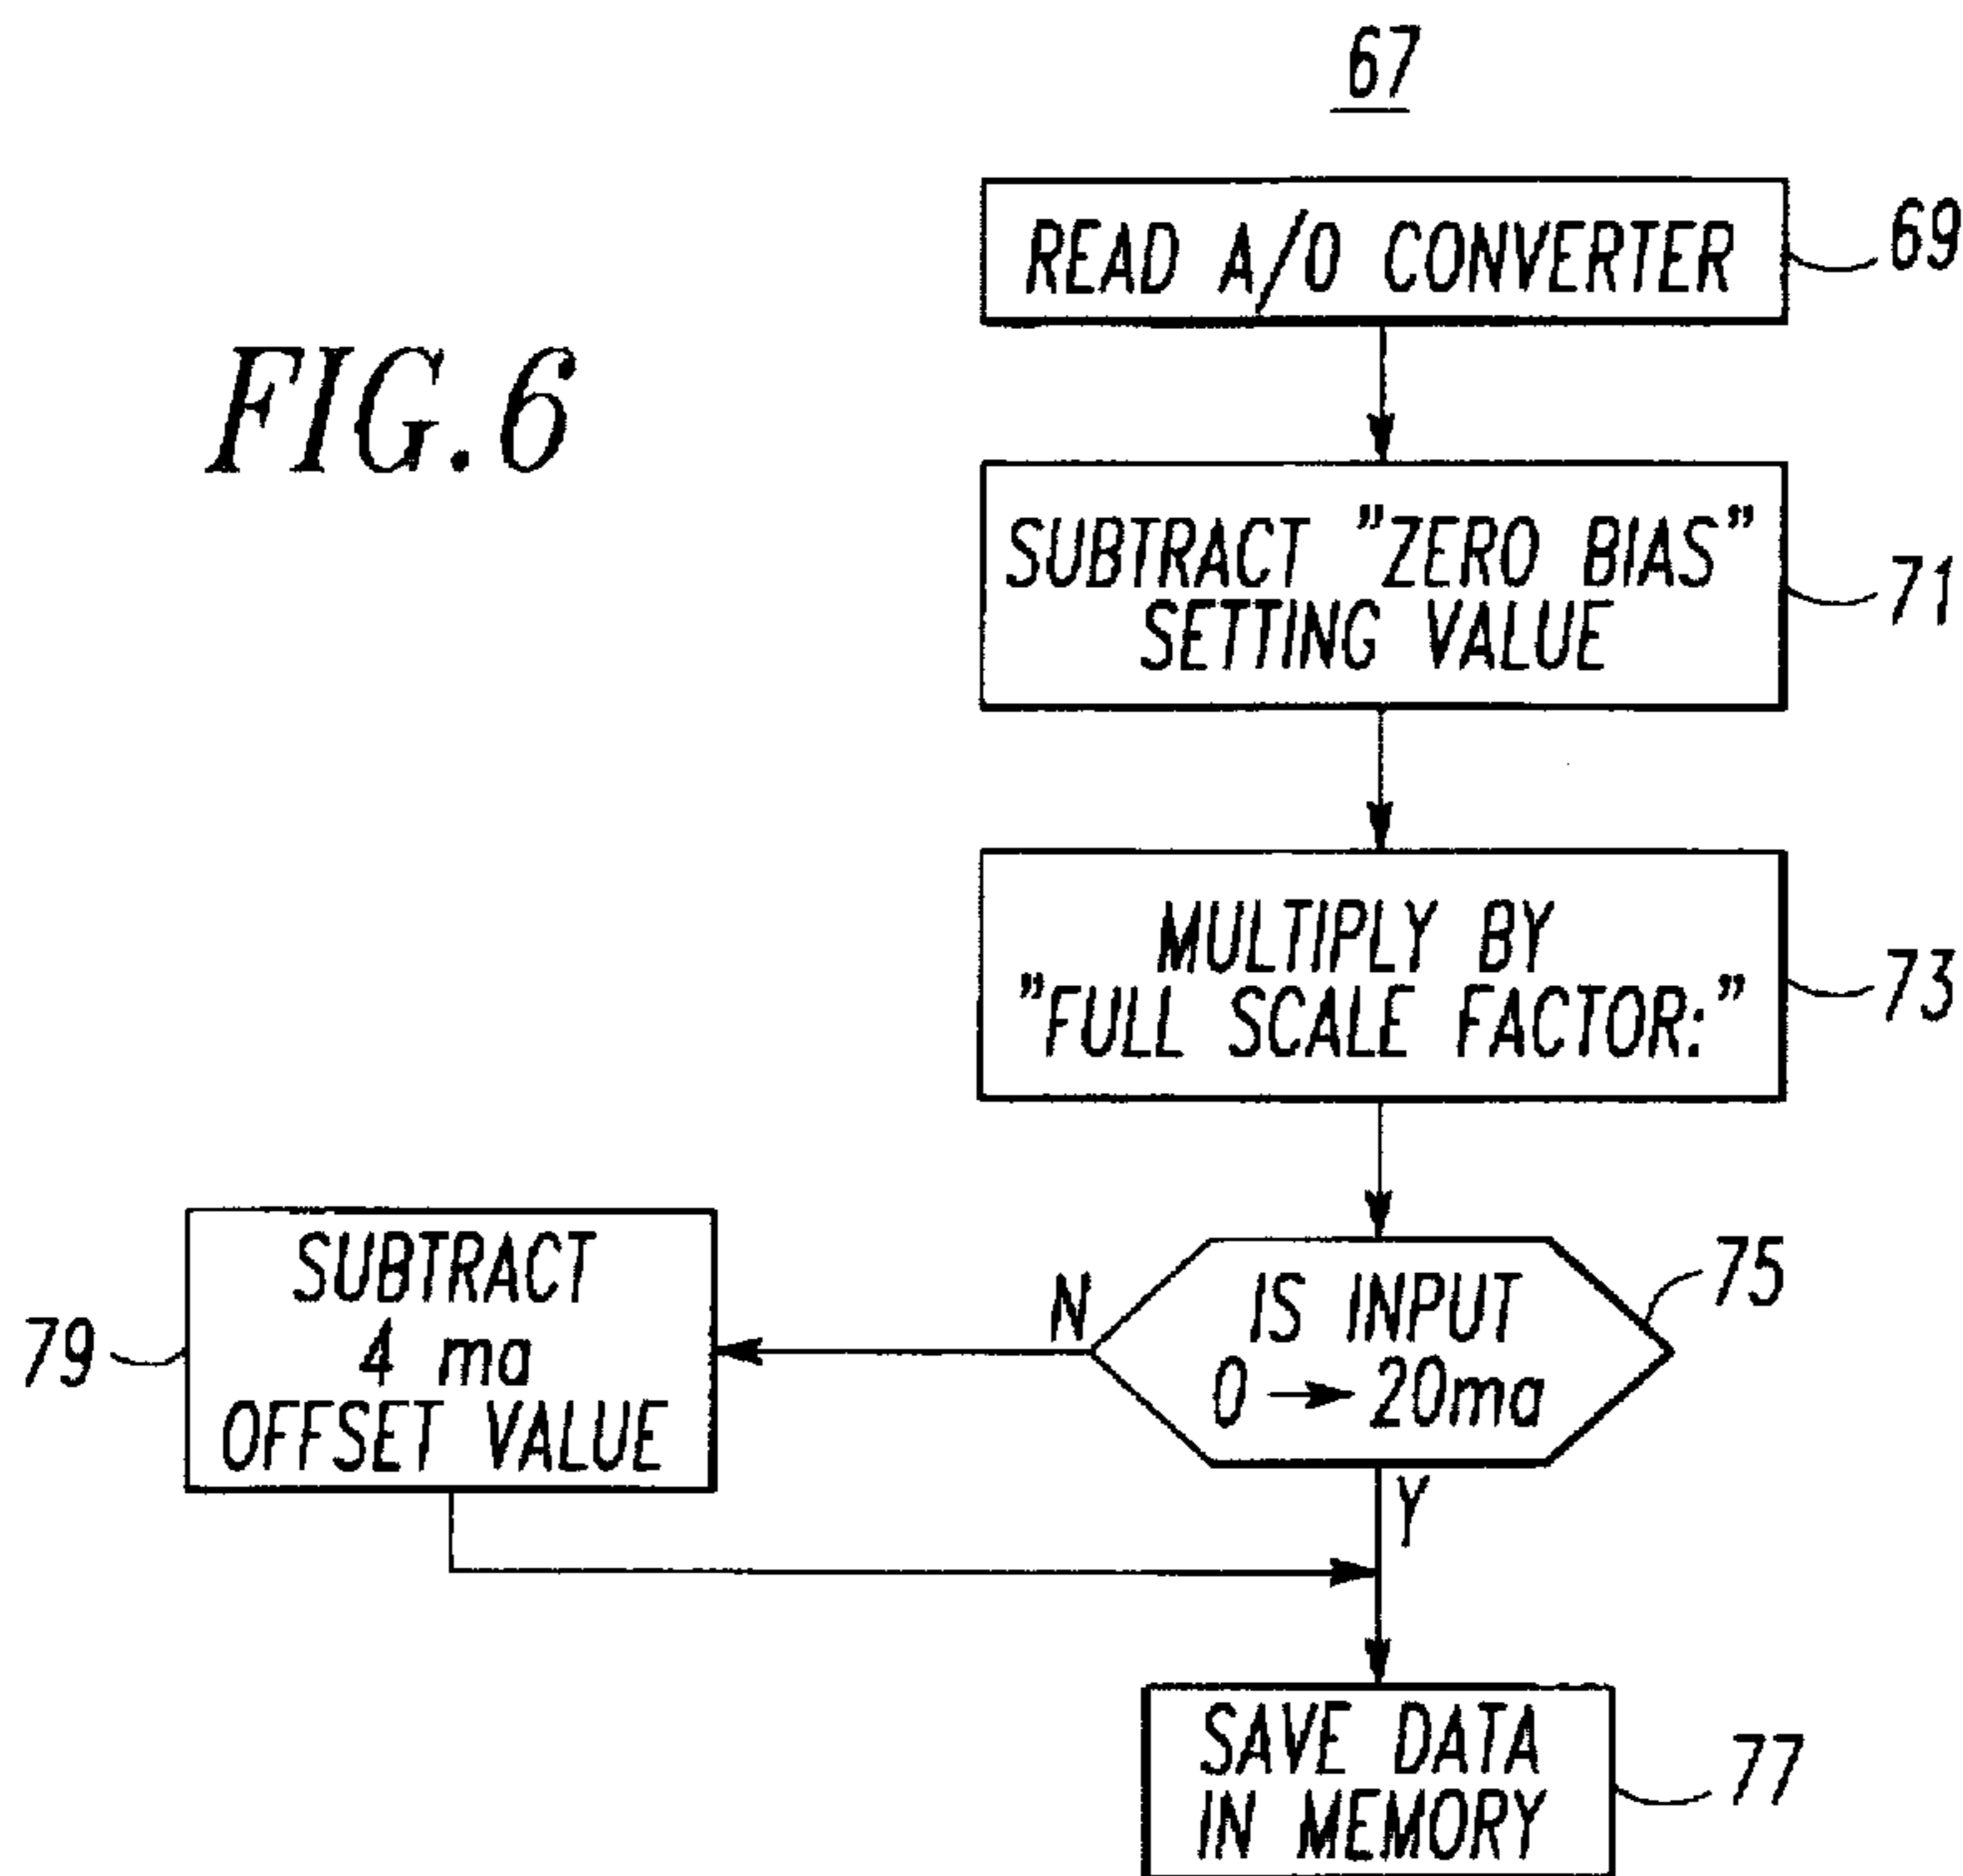 67
READ A/D CONVERTER
69
FIG.6
SUBTRACT "ZERO BIAS"
SETTING VALUE
71
MULTIPLY BY
"FULL SCALE FACTOR:"
73
IS INPUT
0 → 20ma
75
N
Y
SUBTRACT
4 ma
OFFSET VALUE
79
SAVE DATA
IN MEMORY
77